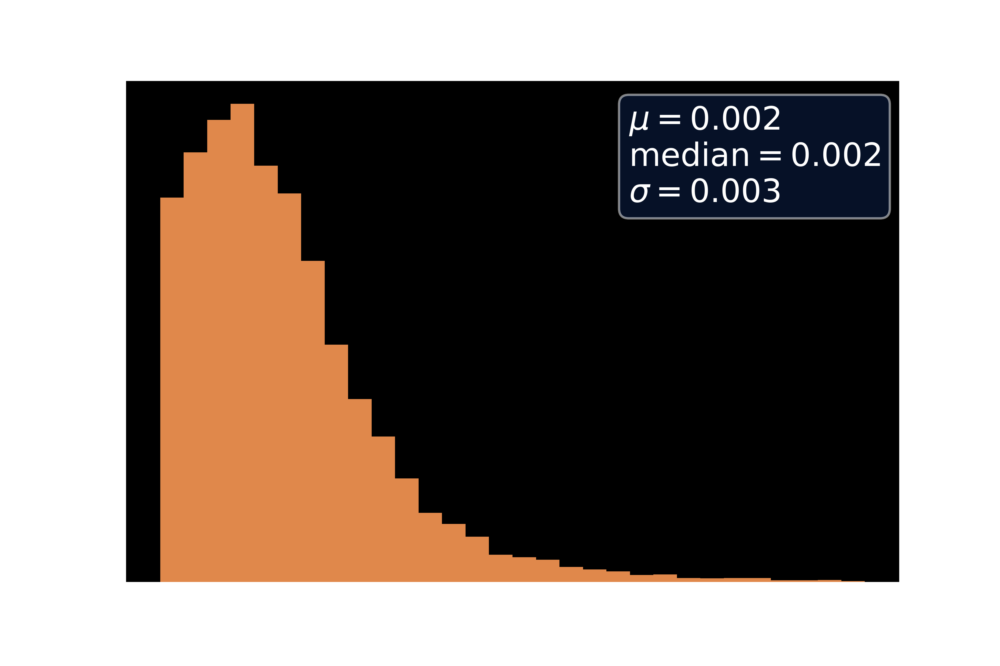 μ = 0.002
median = 0.002
σ = 0.003